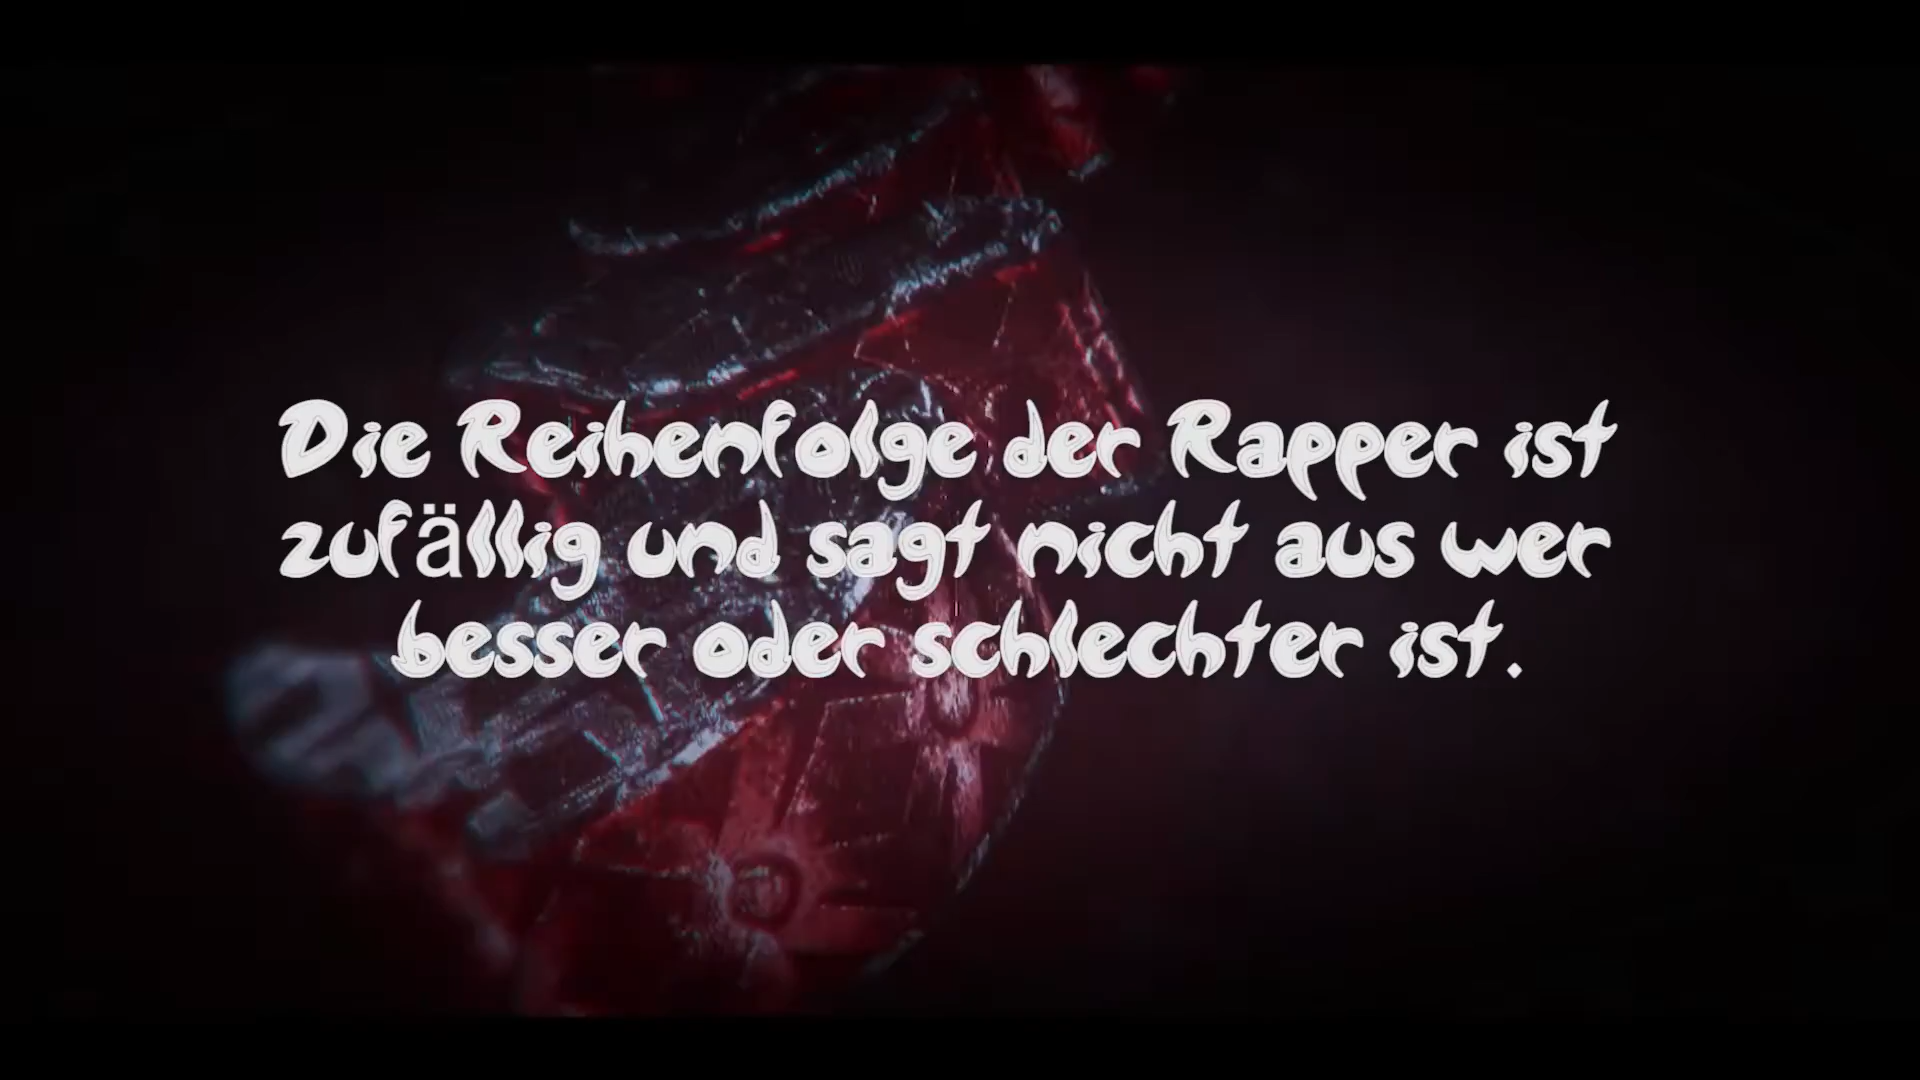 Die Reihenfolge der Rapper ist
zufällig und sagt nicht aus wer
besser oder schlechter ist.